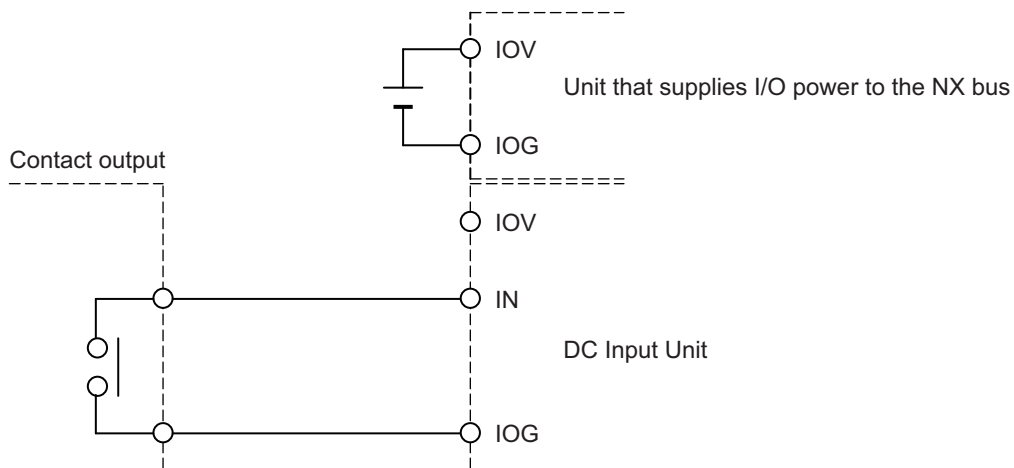 IOV
Unit that supplies I/O power to the NX bus
IOG
Contact output
IOV
IN
DC Input Unit
IOG